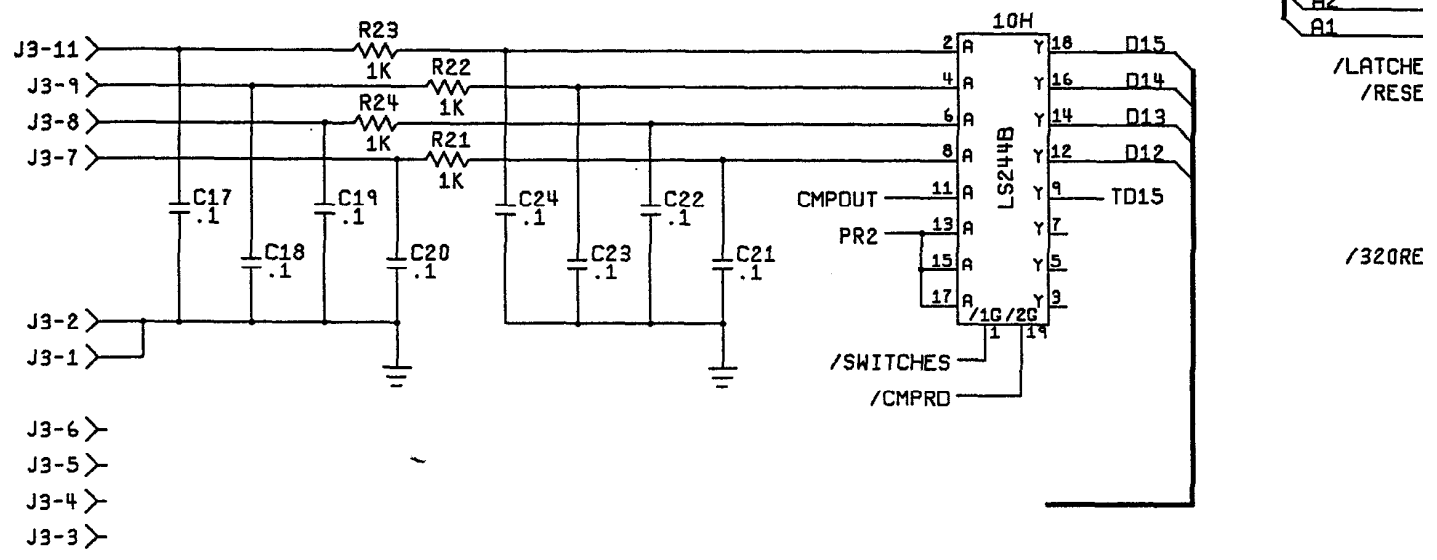 10H
A2
A1
/LATCHE
/RESE
/320RE
J3-11
R23
1K
2 A
Y 18
D15
J3-9
R22
1K
4 A
Y 16
D14
J3-8
R24
1K
6 A
Y 14
D13
J3-7
R21
1K
8 A
Y 12
D12
LS244B
CMPOUT
11 A
Y 9
TD15
PR2
13 A
Y 7
15 A
Y 5
17 A
Y 3
/1G /2G
1 19
C17
.1
C19
.1
C24
.1
C22
.1
C18
.1
C20
.1
C23
.1
C21
.1
J3-2
J3-1
/SWITCHES
/CMPRD
J3-6
J3-5
J3-4
J3-3